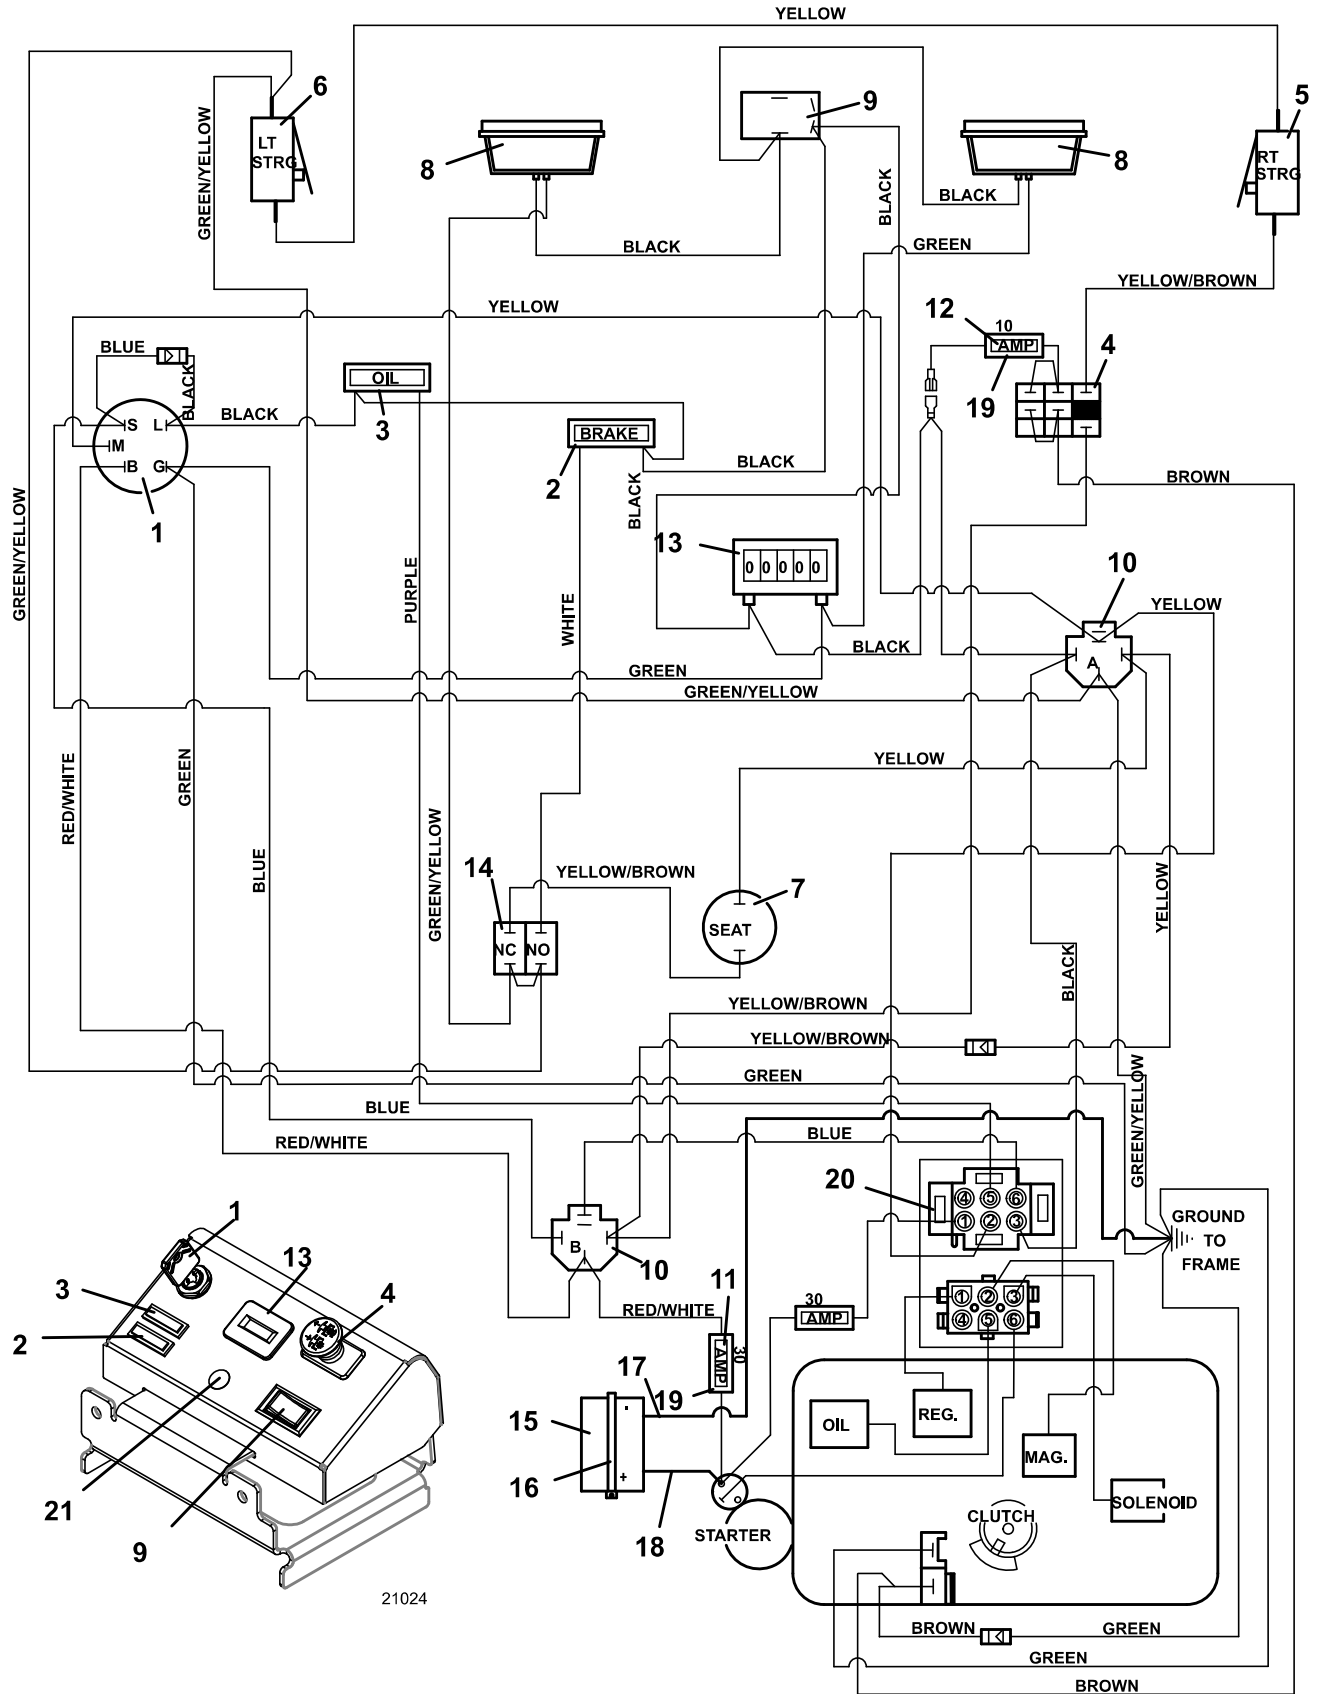 YELLOW
6
LT
STRG
GREEN/YELLOW
8
9
BLACK
8
5
RT
STRG
BLACK
BLACK
GREEN
YELLOW/BROWN
YELLOW
12
10
AMP
19
4
BLUE
BLACK
OIL
3
BLACK
S
L
M
B
G
1
BRAKE
2
BLACK
BLACK
BROWN
GREEN/YELLOW
13
0 0 0 0 0
PURPLE
WHITE
10
YELLOW
A
BLACK
GREEN
GREEN/YELLOW
RED/WHITE
GREEN
YELLOW
BLUE
GREEN/YELLOW
14
YELLOW/BROWN
7
YELLOW
NC
NO
SEAT
BLACK
YELLOW/BROWN
YELLOW/BROWN
GREEN
GREEN/YELLOW
BLUE
RED/WHITE
BLUE
20
4 5 6
1 2 3
GROUND
TO
FRAME
B
10
1
13
3
4
2
21
9
21024
RED/WHITE
11
AMP
30
30
AMP
1 2 3
4 5 6
17
19
15
-
+
16
18
STARTER
OIL
REG.
MAG.
SOLENOID
CLUTCH
BROWN
GREEN
GREEN
BROWN